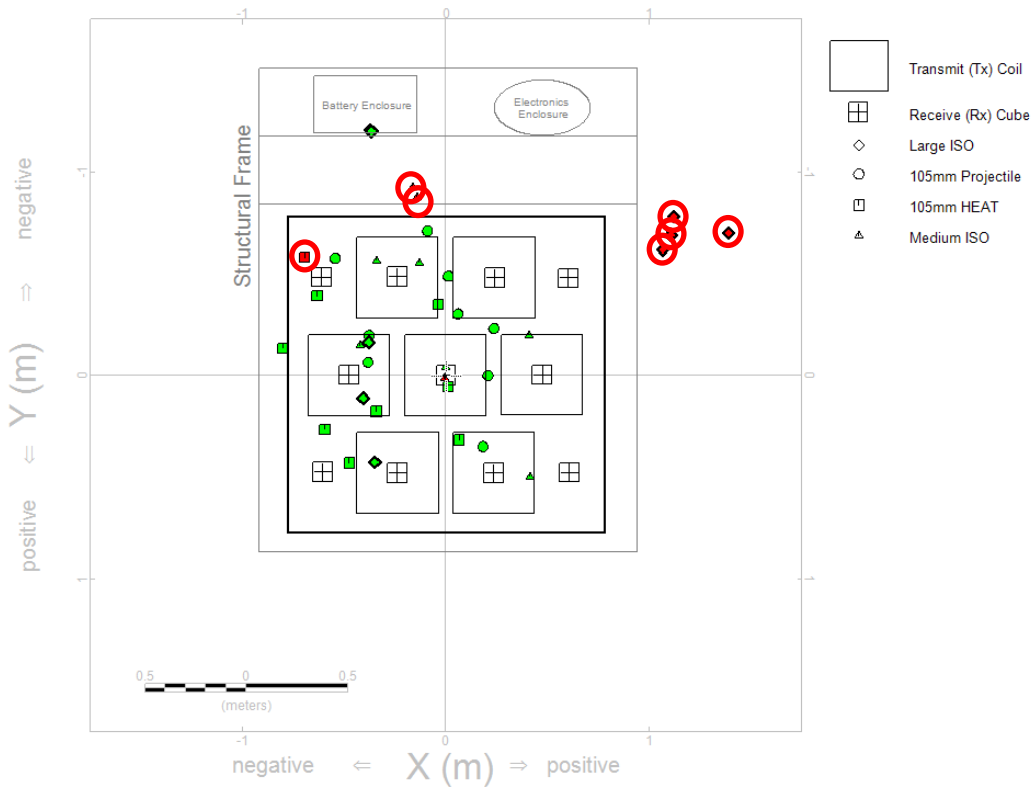 -1
0
1
Transmit (Tx) Coil
Battery Enclosure
Electronics
Enclosure
Receive (Rx) Cube
Large ISO
105mm Projectile
105mm HEAT
Medium ISO
Structural Frame
negative
-1
-1
⇒
Y (m)
0
0
⇐
positive
1
1
0.5
0
0.5
(meters)
-1
0
1
negative ⇐ X (m) ⇒ positive